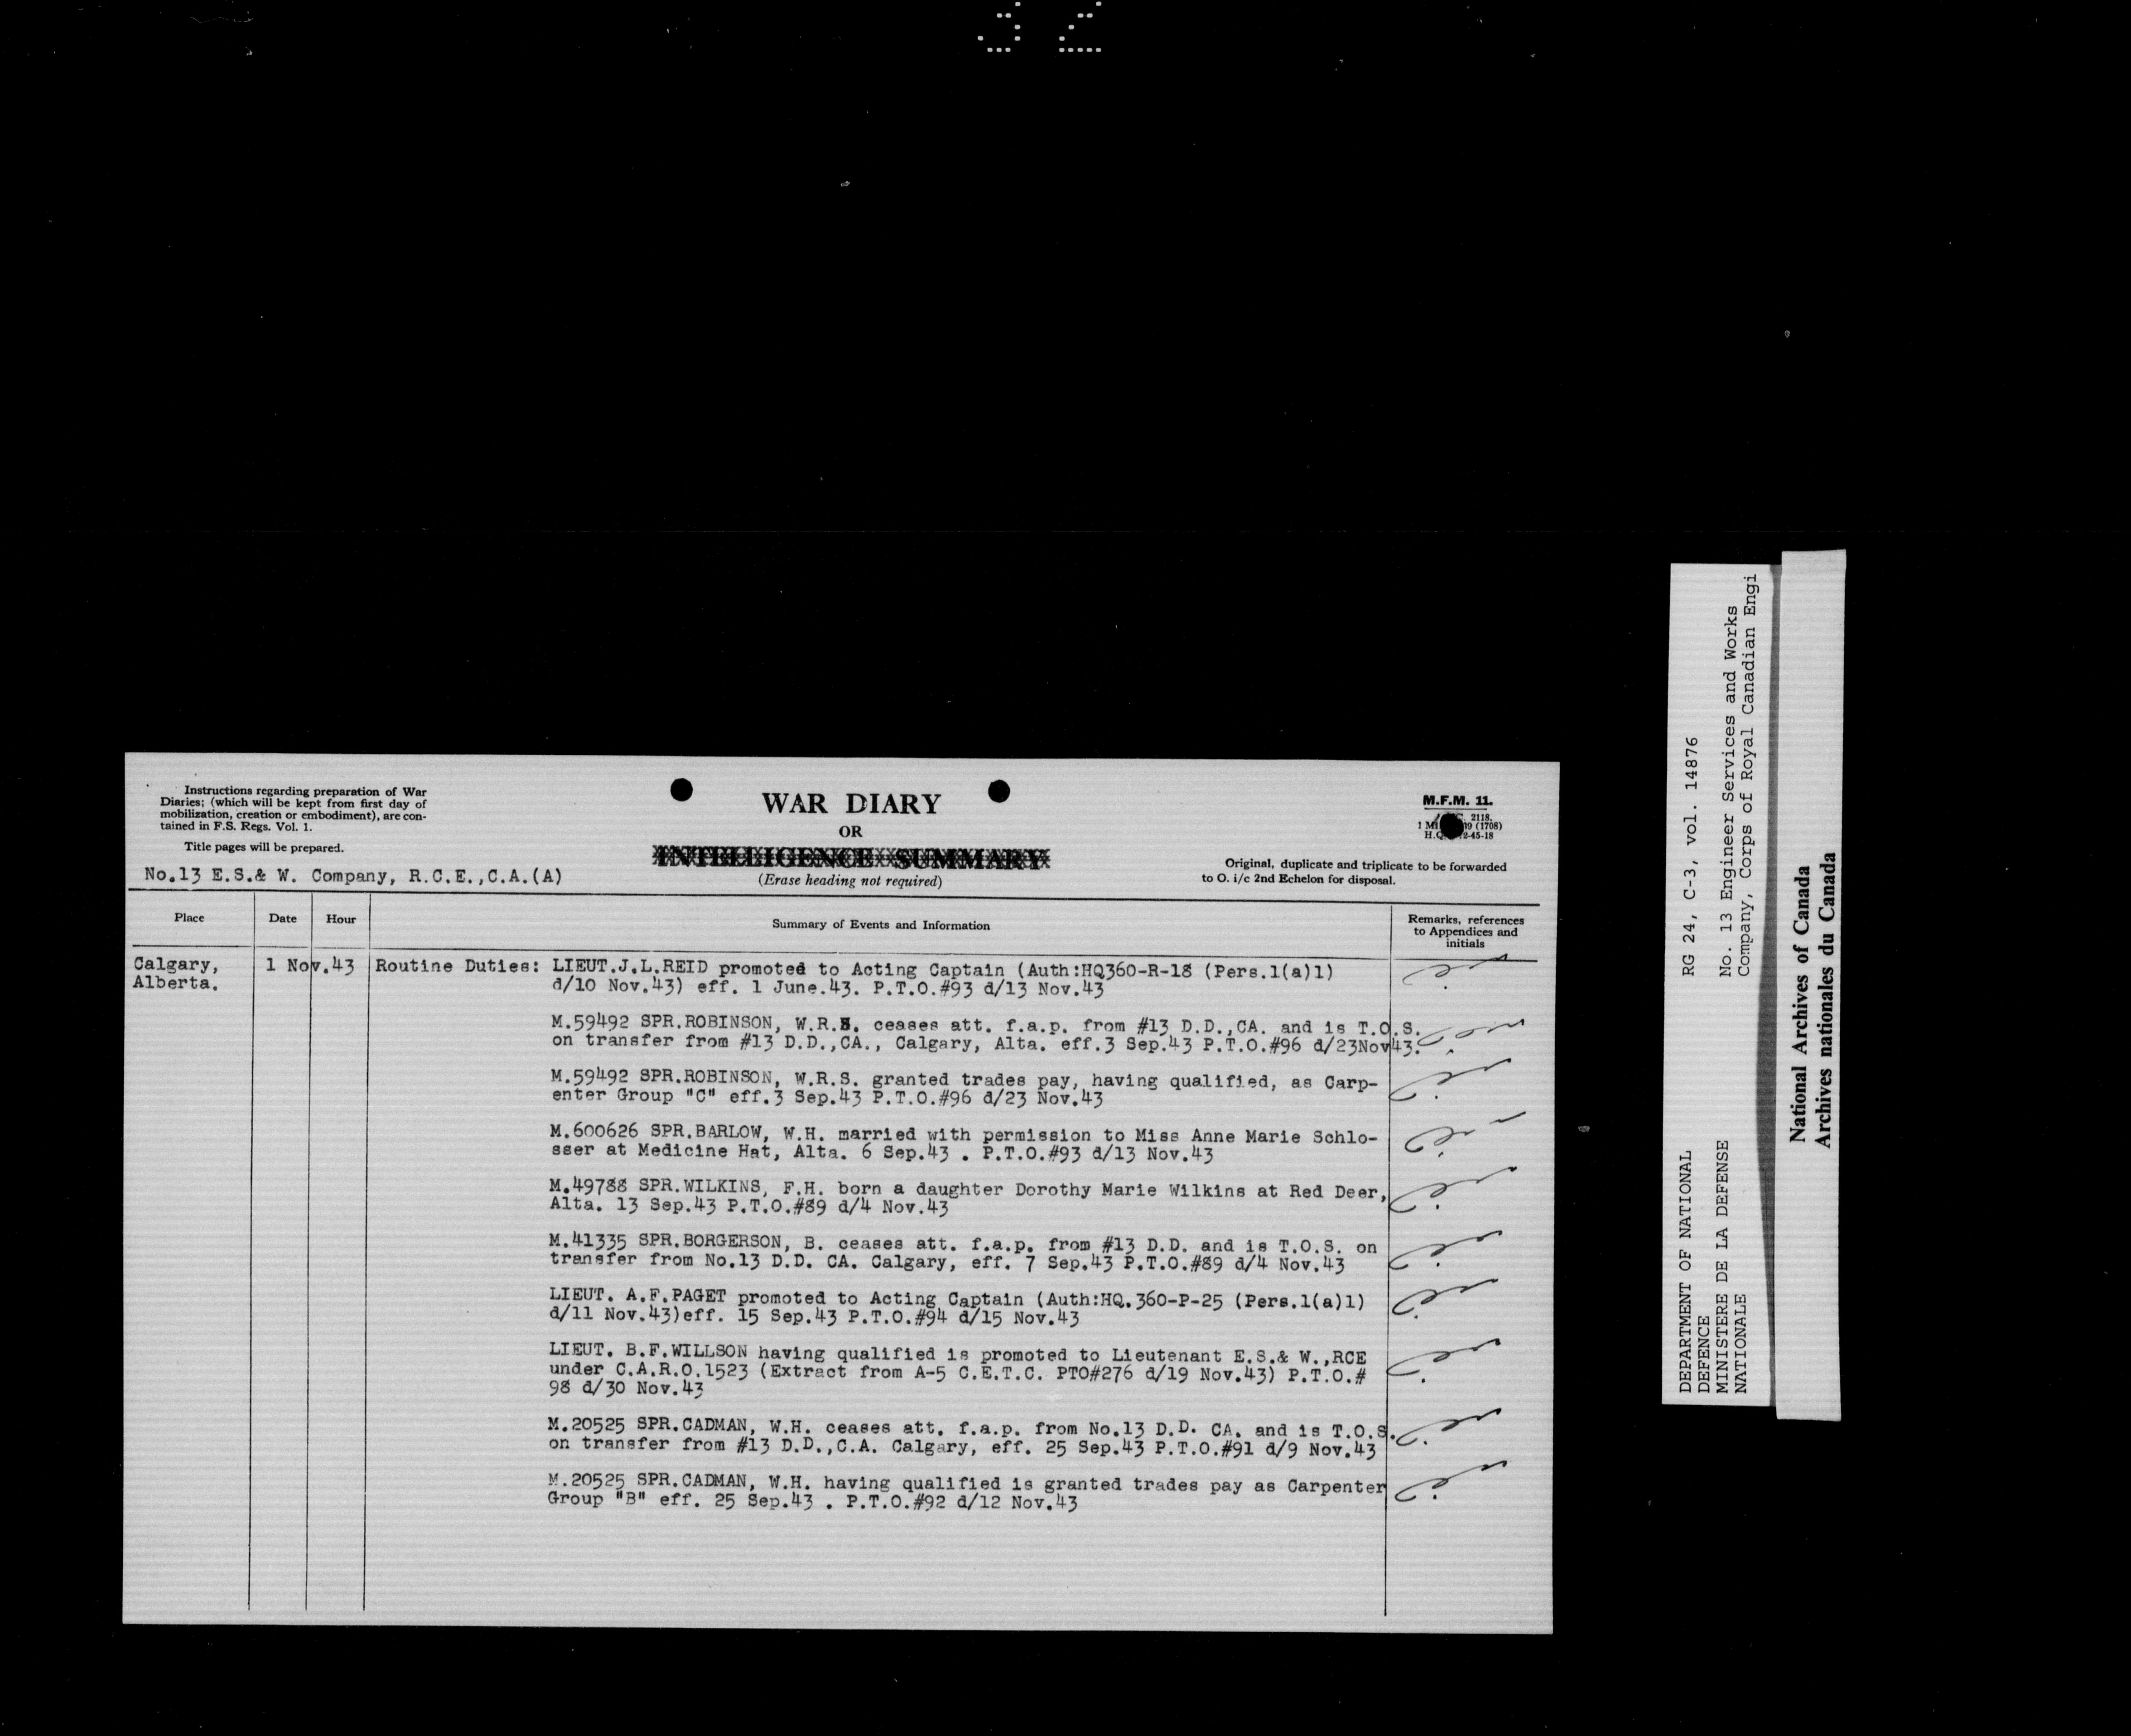 Instructions regarding preparation of War
Diaries; (which will be kept from first day of
mobilization, creation or embodiment), are con-
tained in F.S. Regs. Vol. 1.
Title pages will be prepared.
No.13 E.S.& W. Company, R.C.E.,C.A.(A)
WAR DIARY
OR
INTELLIGENCE SUMMARY
(Erase heading not required)
M.F.M. 11.
2118.
(1708)
45-18
Original, duplicate and triplicate to be forwarded
to O. i/c 2nd Echelon for disposal.
Place Date Hour Summary of Events and Information Remarks, references
to Appendices and
initials
Calgary, 1 Nov.43 Routine Duties: LIEUT.J.L.REID promoted to Acting Captain (Auth:HQ360-R-18 (Pers.1(a)1)
Alberta. d/10 Nov.43) eff. 1 June.43. P.T.O.#93 d/13 Nov.43
M.59492 SPR.ROBINSON, W.R.S. ceases att. f.a.p. from #13 D.D.,CA. and is T.O.S.
on transfer from #13 D.D.,CA., Calgary, Alta. eff.3 Sep.43 P.T.O.#96 d/23Nov43.
M.59492 SPR.ROBINSON, W.R.S. granted trades pay, having qualified, as Carp-
enter Group "C" eff.3 Sep.43 P.T.O.#96 d/23 Nov.43
M.600626 SPR.BARLOW, W.H. married with permission to Miss Anne Marie Schlo-
sser at Medicine Hat, Alta. 6 Sep.43 . P.T.O.#93 d/13 Nov.43
M.49788 SPR.WILKINS, F.H. born a daughter Dorothy Marie Wilkins at Red Deer,
Alta. 13 Sep.43 P.T.O.#89 d/4 Nov.43
M.41335 SPR.BORGERSON, B. ceases att. f.a.p. from #13 D.D. and is T.O.S. on
transfer from No.13 D.D. CA. Calgary, eff. 7 Sep.43 P.T.O.#89 d/4 Nov.43
LIEUT. A.F.PAGET promoted to Acting Captain (Auth:HQ.360-P-25 (Pers.1(a)1)
d/11 Nov.43)eff. 15 Sep.43 P.T.O.#94 d/15 Nov.43
LIEUT. B.F.WILLSON having qualified is promoted to Lieutenant E.S.& W.,RCE
under C.A.R.O.1523 (Extract from A-5 C.E.T.C. PTO#276 d/19 Nov.43) P.T.O.#
98 d/30 Nov.43
M.20525 SPR.CADMAN, W.H. ceases att. f.a.p. from No.13 D.D. CA. and is T.O.S.
on transfer from #13 D.D.,C.A. Calgary, eff. 25 Sep.43 P.T.O.#91 d/9 Nov.43
M.20525 SPR.CADMAN, W.H. having qualified is granted trades pay as Carpenter
Group "B" eff. 25 Sep.43 . P.T.O.#92 d/12 Nov.43
DEPARTMENT OF NATIONAL RG 24, C-3, vol. 14876
DEFENCE
MINISTERE DE LA DEFENSE No. 13 Engineer Services and Works
NATIONALE Company, Corps of Royal Canadian Engi
National Archives of Canada
Archives nationales du Canada